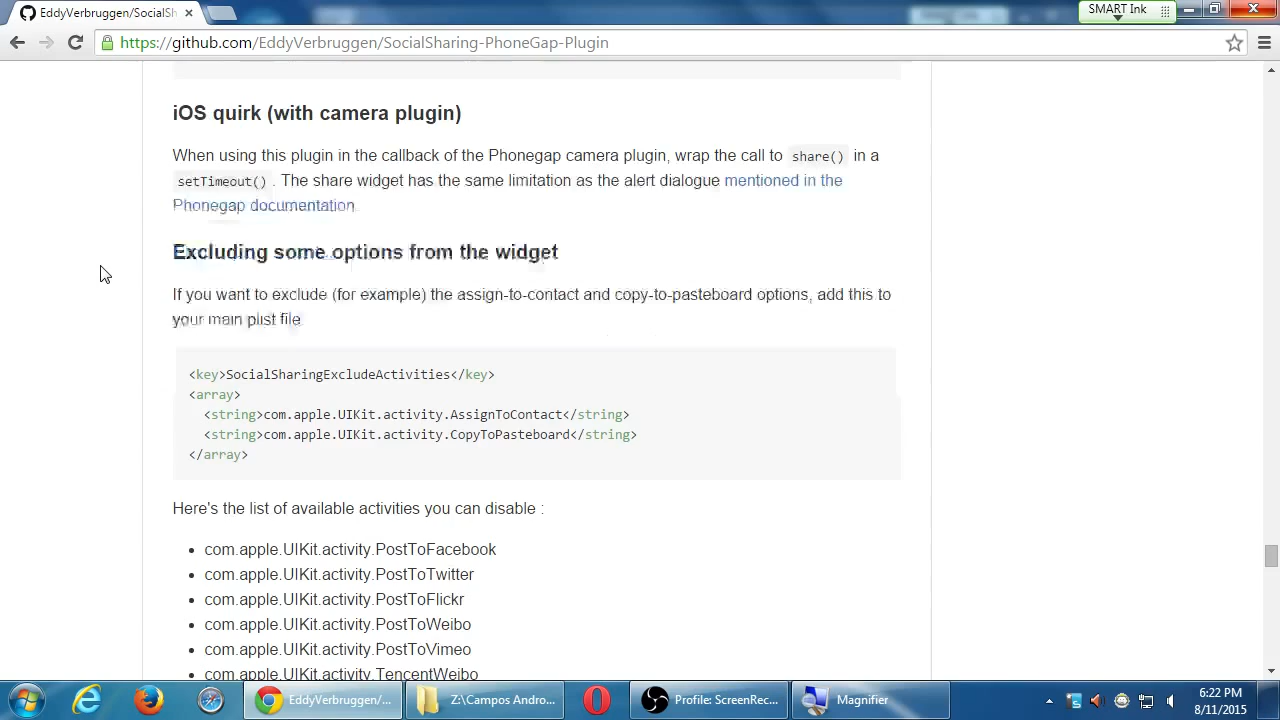 EddyVerbruggen/SocialSh
SMART Ink
https://github.com/EddyVerbruggen/SocialSharing-PhoneGap-Plugin
iOS quirk (with camera plugin)
When using this plugin in the callback of the Phonegap camera plugin, wrap the call to share() in a
setTimeout() . The share widget has the same limitation as the alert dialogue mentioned in the
Phonegap documentation
Excluding some options from the widget
If you want to exclude (for example) the assign-to-contact and copy-to-pasteboard options, add this to
your main plist file
<key>SocialSharingExcludeActivities</key>
<array>
<string>com.apple.UIKit.activity.AssignToContact</string>
<string>com.apple.UIKit.activity.CopyToPasteboard</string>
</array>
Here's the list of available activities you can disable :
• com.apple.UIKit.activity.PostToFacebook
• com.apple.UIKit.activity.PostToTwitter
• com.apple.UIKit.activity.PostToFlickr
• com.apple.UIKit.activity.PostToWeibo
• com.apple.UIKit.activity.PostToVimeo
com.apple.UIKit.activity.TencentWeibo
EddyVerbruggen/...
Z:\Campos Andro...
Profile: ScreenRec...
Magnifier
6:22 PM
8/11/2015